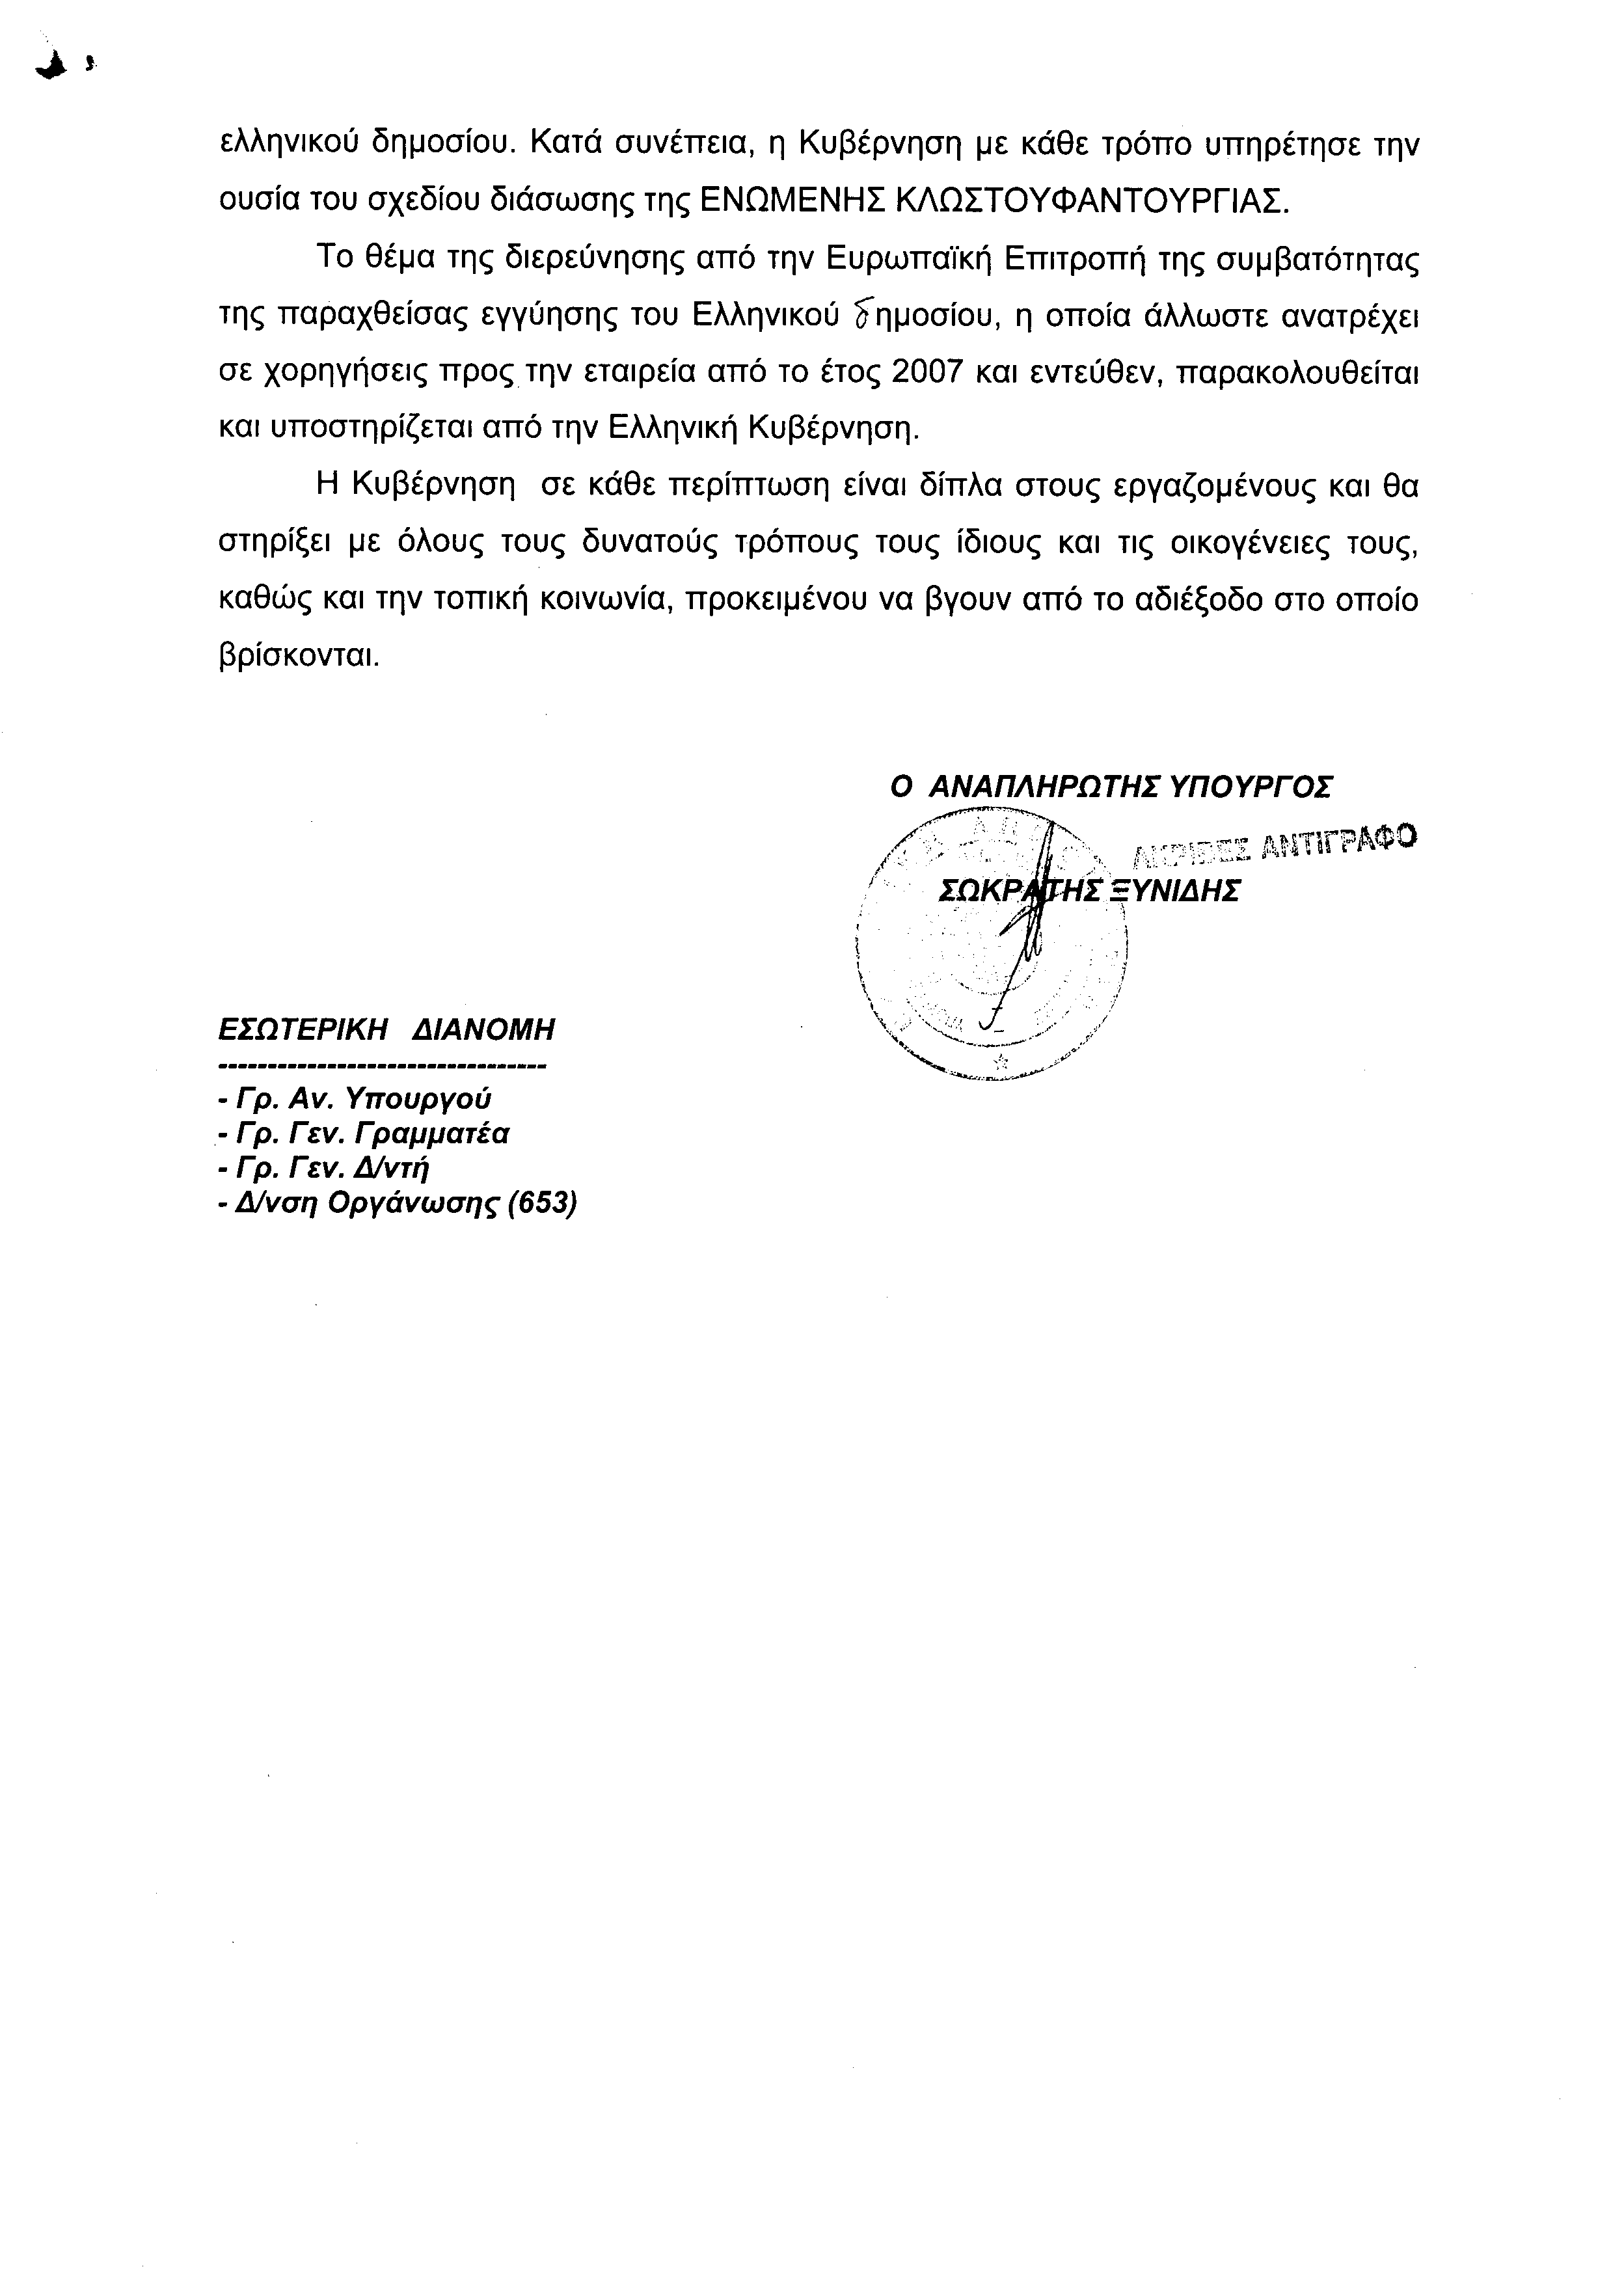 ελληνικού δημοσίου. Κατά συνέπεια, η Κυβέρνηση με κάθε τρόπο υπηρέτησε την
ουσία του σχεδίου διάσωσης της ΕΝΩΜΕΝΗΣ ΚΛΩΣΤΟΥΦΑΝΤΟΥΡΓΙΑΣ.
Το θέμα της διερεύνησης από την Ευρωπαϊκή Επιτροπή της συμβατότητας
της παραχθείσας εγγύησης του Ελληνικού δημοσίου, η οποία άλλωστε ανατρέχει
σε χορηγήσεις προς την εταιρεία από το έτος 2007 και εντεύθεν, παρακολουθείται
και υποστηρίζεται από την Ελληνική Κυβέρνηση.
Η Κυβέρνηση σε κάθε περίπτωση είναι δίπλα στους εργαζομένους και θα
στηρίξει με όλους τους δυνατούς τρόπους τους ίδιους και τις οικογένειες τους,
καθώς και την τοπική κοινωνία, προκειμένου να βγουν από το αδιέξοδο στο οποίο
βρίσκονται.
Ο ΑΝΑΠΛΗΡΩΤΗΣ ΥΠΟΥΡΓΟΣ
ΑΚΡΙΒΕΣ ΑΝΤΙΓΡΑΦΟ
ΣΩΚΡΑΤΗΣ ΞΥΝΙΔΗΣ
ΕΣΩΤΕΡΙΚΗ ΔΙΑΝΟΜΗ
---------------------------------
- Γρ. Αν. Υπουργού
- Γρ. Γεν. Γραμματέα
- Γρ. Γεν. Δ/ντή
- Δ/νση Οργάνωσης (653)